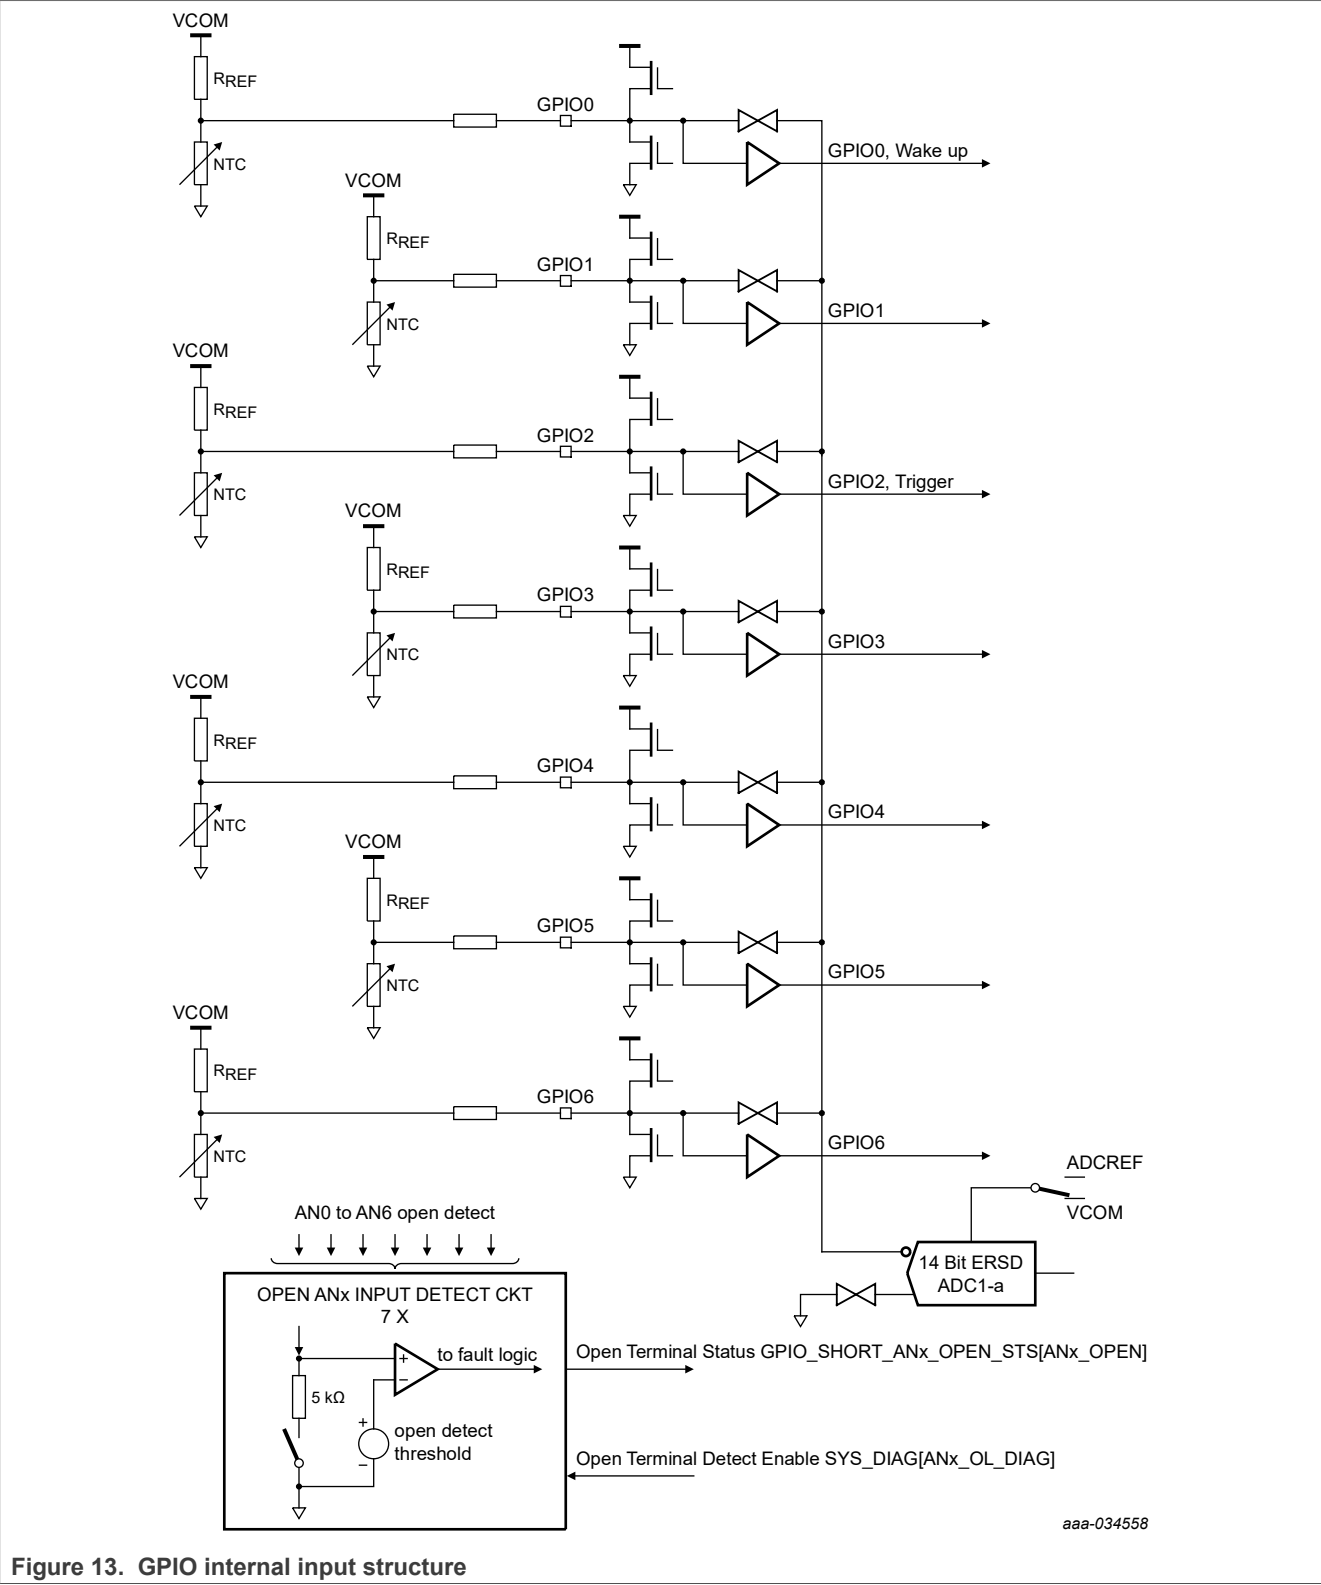 VCOM
RREF
GPIO0
NTC
GPIO0, Wake up
VCOM
RREF
GPIO1
NTC
GPIO1
VCOM
RREF
GPIO2
NTC
GPIO2, Trigger
VCOM
RREF
GPIO3
NTC
GPIO3
VCOM
RREF
GPIO4
NTC
GPIO4
VCOM
RREF
GPIO5
NTC
GPIO5
VCOM
RREF
GPIO6
NTC
GPIO6
ADCREF
VCOM
14 Bit ERSD
ADC1-a
AN0 to AN6 open detect
OPEN ANx INPUT DETECT CKT
7 X
+
−
to fault logic
5 kΩ
+
−
open detect
threshold
Open Terminal Status GPIO_SHORT_ANx_OPEN_STS[ANx_OPEN]
Open Terminal Detect Enable SYS_DIAG[ANx_OL_DIAG]
aaa-034558
Figure 13. GPIO internal input structure